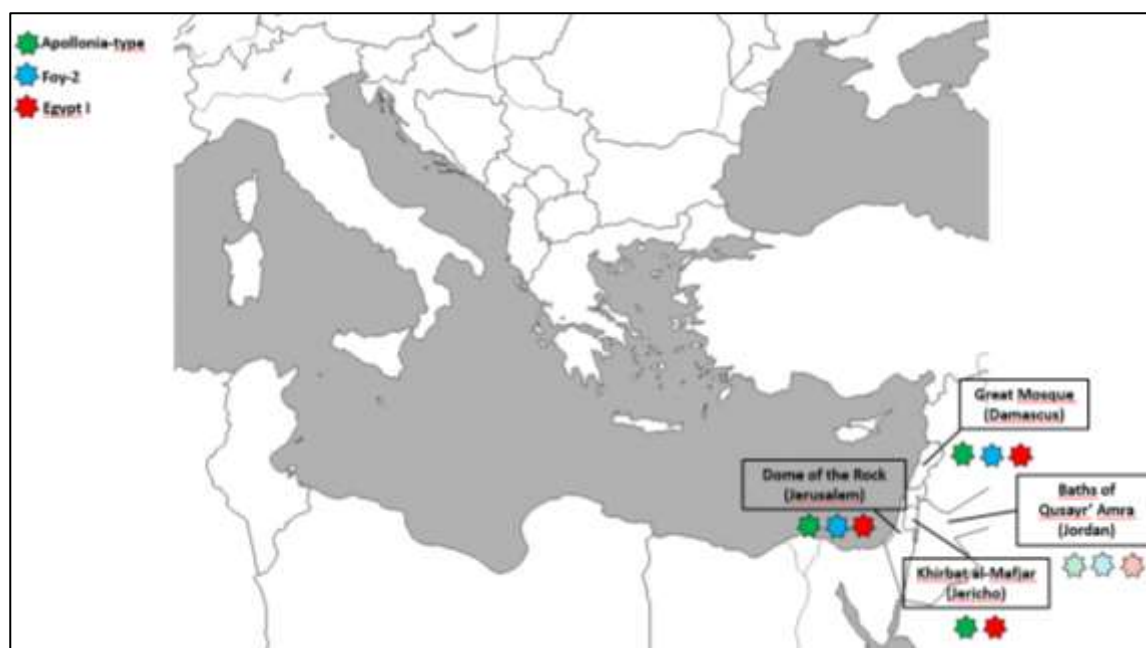 Apollonia-type
Foy-2
Egypt I
Great Mosque
(Damascus)
Dome of the Rock
(Jerusalem)
Baths of
Qusayr’ Amra
(Jordan)
Khirbat al-Mafjar
(Jericho)